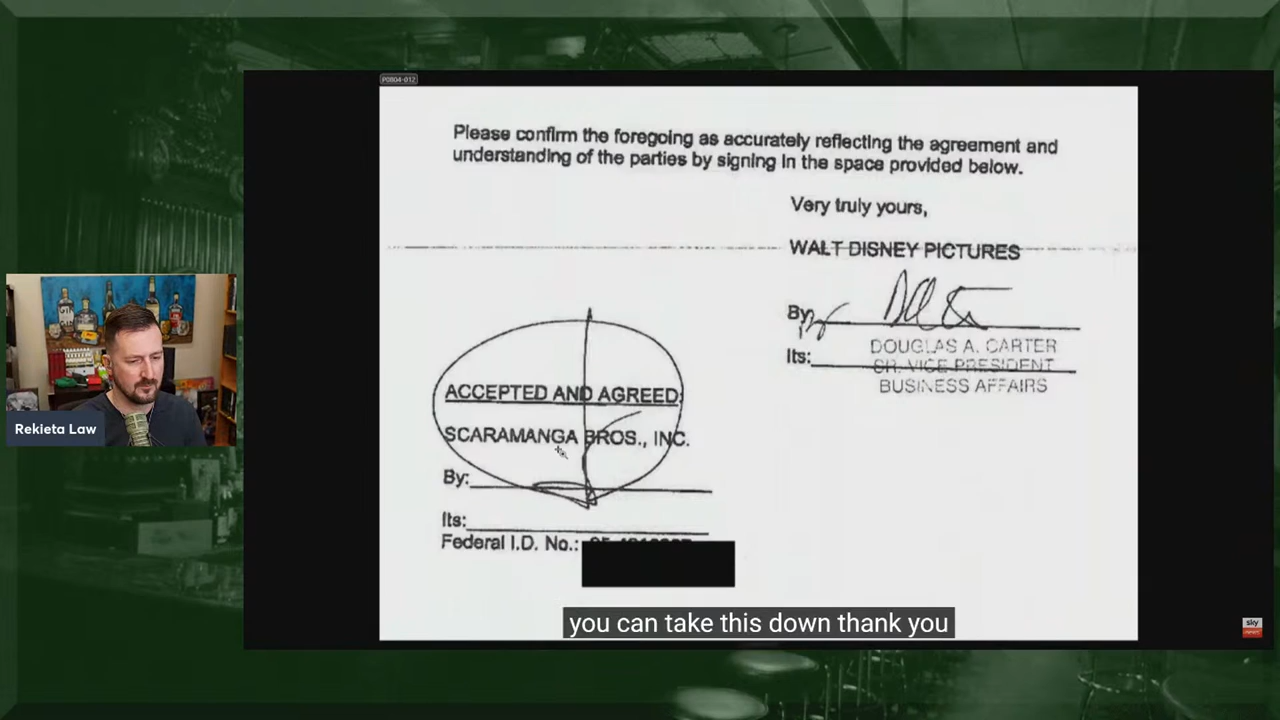 P0804-012
Please confirm the foregoing as accurately reflecting the agreement and
understanding of the parties by signing in the space provided below.
Very truly yours,
WALT DISNEY PICTURES
By:
DOUGLAS A. CARTER
Its: SR. VICE PRESIDENT
BUSINESS AFFAIRS
ACCEPTED AND AGREED:
SCARAMANGA BROS., INC.
By:
Its:
Federal I.D. No.:
Rekieta Law
you can take this down thank you
sky
news